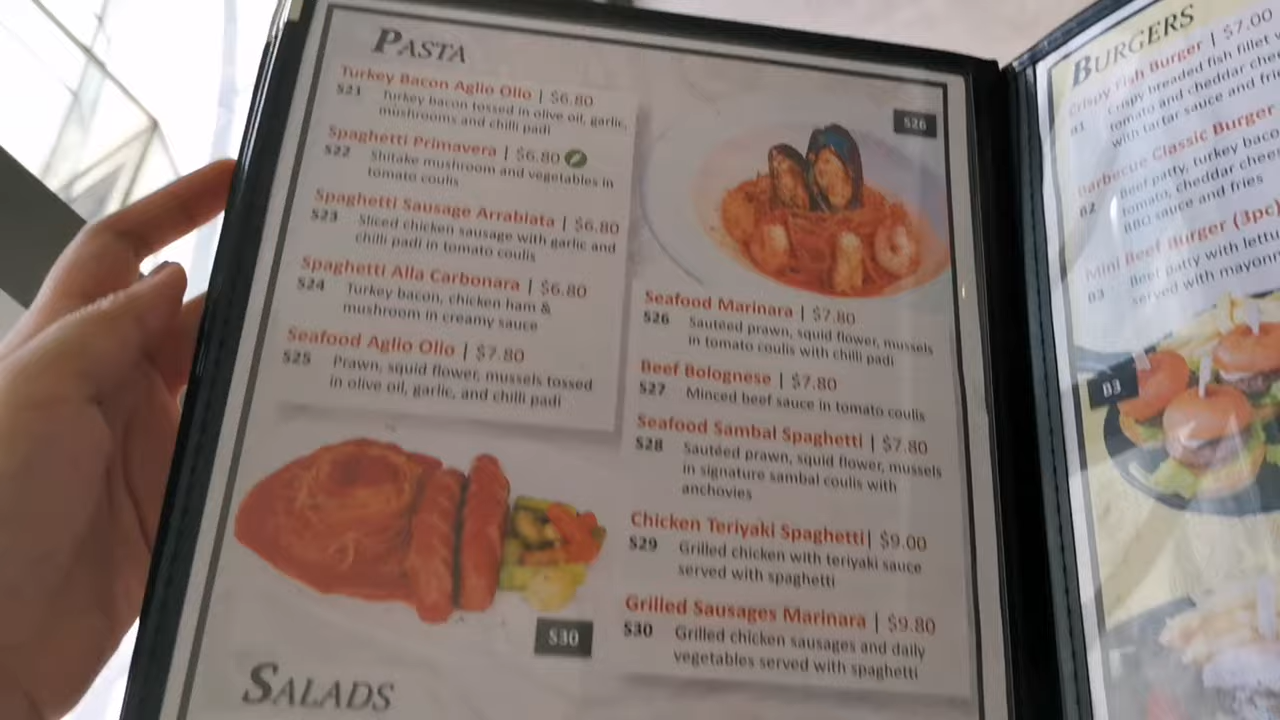 PASTA
Turkey Bacon Aglio Olio | $6.80
S21 Turkey bacon tossed in olive oil, garlic,
mushrooms and chilli padi
Spaghetti Primavera | $6.80
S22 Shitake mushroom and vegetables in
tomato coulis
Spaghetti Sausage Arrabiata | $6.80
S23 Sliced chicken sausage with garlic and
chilli padi in tomato coulis
Spaghetti Alla Carbonara | $6.80
S24 Turkey bacon, chicken ham &
mushroom in creamy sauce
Seafood Aglio Olio | $7.80
S25 Prawn, squid flower, mussels tossed
in olive oil, garlic, and chilli padi
S30
SALADS
S26
Seafood Marinara | $7.80
S26 Sautéed prawn, squid flower, mussels
in tomato coulis with chilli padi
Beef Bolognese | $7.80
S27 Minced beef sauce in tomato coulis
Seafood Sambal Spaghetti | $7.80
S28 Sautéed prawn, squid flower, mussels
in signature sambal coulis with
anchovies
Chicken Teriyaki Spaghetti | $9.00
S29 Grilled chicken with teriyaki sauce
served with spaghetti
Grilled Sausages Marinara | $9.80
S30 Grilled chicken sausages and daily
vegetables served with spaghetti
BURGERS
Crispy Fish Burger | $7.00
B1 Crispy breaded fish fillet
tomato and cheddar
with tartar sauce and
Barbecue Classic Burger
B2 Beef patty, turkey
tomato, cheddar
BBQ sauce and fries
Mini Beef Burger (3pc)
B3 Beef patty with
served with
B3